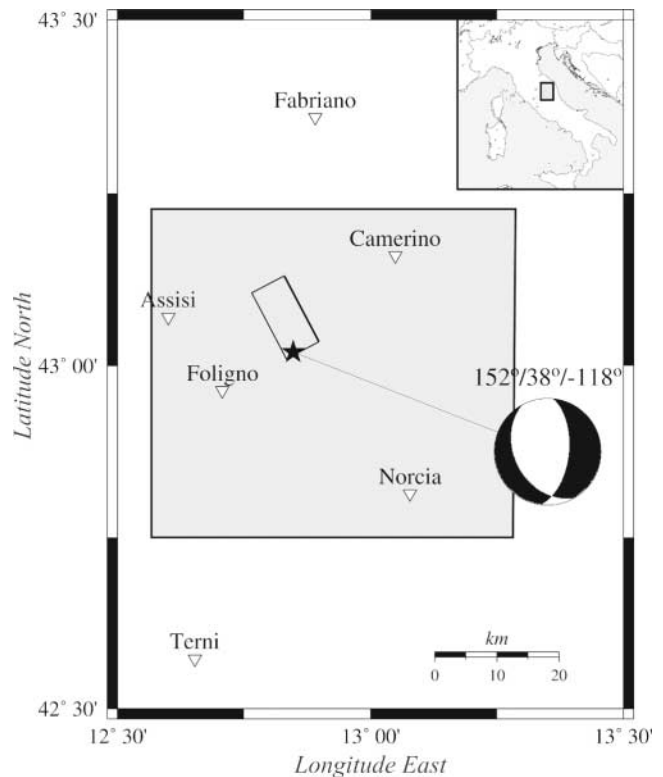 43° 30'
Fabriano
Camerino
Assisi
Latitude North
43° 00'
Foligno
152°/38°/-118°
Norcia
Terni
km
0 10 20
42° 30'
12° 30' 13° 00' 13° 30'
Longitude East